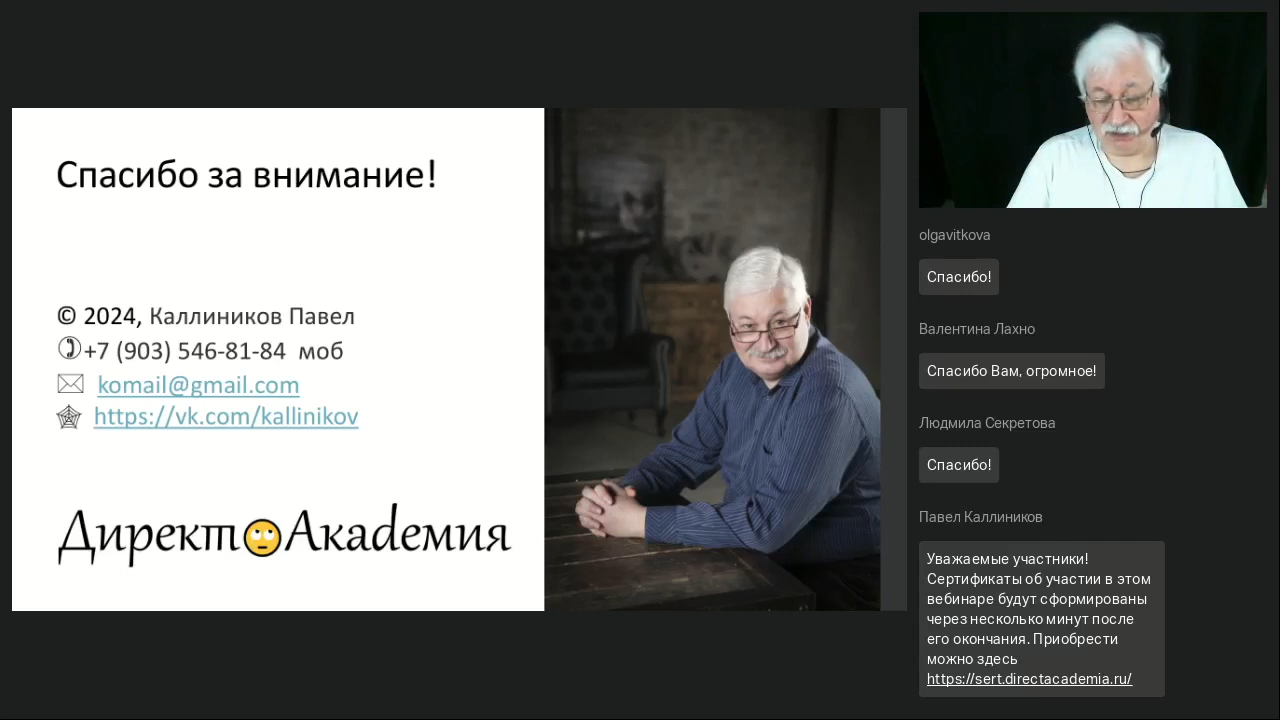 Спасибо за внимание!
© 2024, Каллиников Павел
+7 (903) 546-81-84 моб
komail@gmail.com
https://vk.com/kallinikov
Директ АкаdеMия
olgavitkova
Спасибо!
Валентина Лахно
Спасибо Вам, огромное!
Людмила Секретова
Спасибо!
Павел Каллиников
Уважаемые участники!
Сертификаты об участии в этом
вебинаре будут сформированы
через несколько минут после
его окончания. Приобрести
можно здесь
https://sert.directacademia.ru/